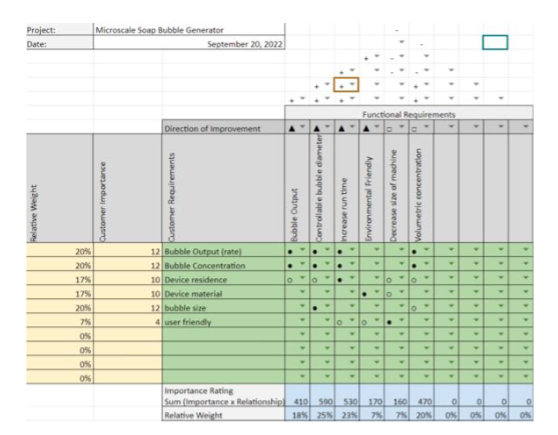 Project: Microscale Soap Bubble Generator
Date: September 20, 2022
-
-
+ -
+ - -
+ + +
+ + + +
Functional Requirements
Direction of Improvement ▲ ▲ ▲ ▲ □ □
Relative Weight
Customer Importance
Customer Requirements
Bubble Output
Controllable bubble diameter
Increase run time
Environmental Friendly
Decrease size of machine
Volumetric concentration
20% 12 Bubble Output (rate) ● ● ● ●
20% 12 Bubble Concentration ● ● ● ●
17% 10 Device residence ○ ○ ● ○ ○
17% 10 Device material ● ○
20% 12 bubble size ● ○
7% 4 user friendly ○ ○ ●
0%
0%
0%
0%
Importance Rating
Sum (Importance x Relationship) 410 590 530 170 160 470 0 0 0 0
Relative Weight 18% 25% 23% 7% 7% 20% 0% 0% 0% 0%